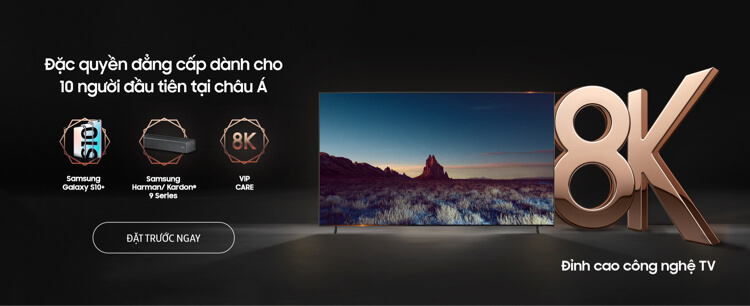 Đặc quyền đẳng cấp dành cho
10 người đầu tiên tại châu Á
S10
8K
Samsung
Galaxy S10+
Samsung
Harman/ Kardon®
9 Series
VIP
CARE
ĐẶT TRƯỚC NGAY
8K
Đỉnh cao công nghệ TV